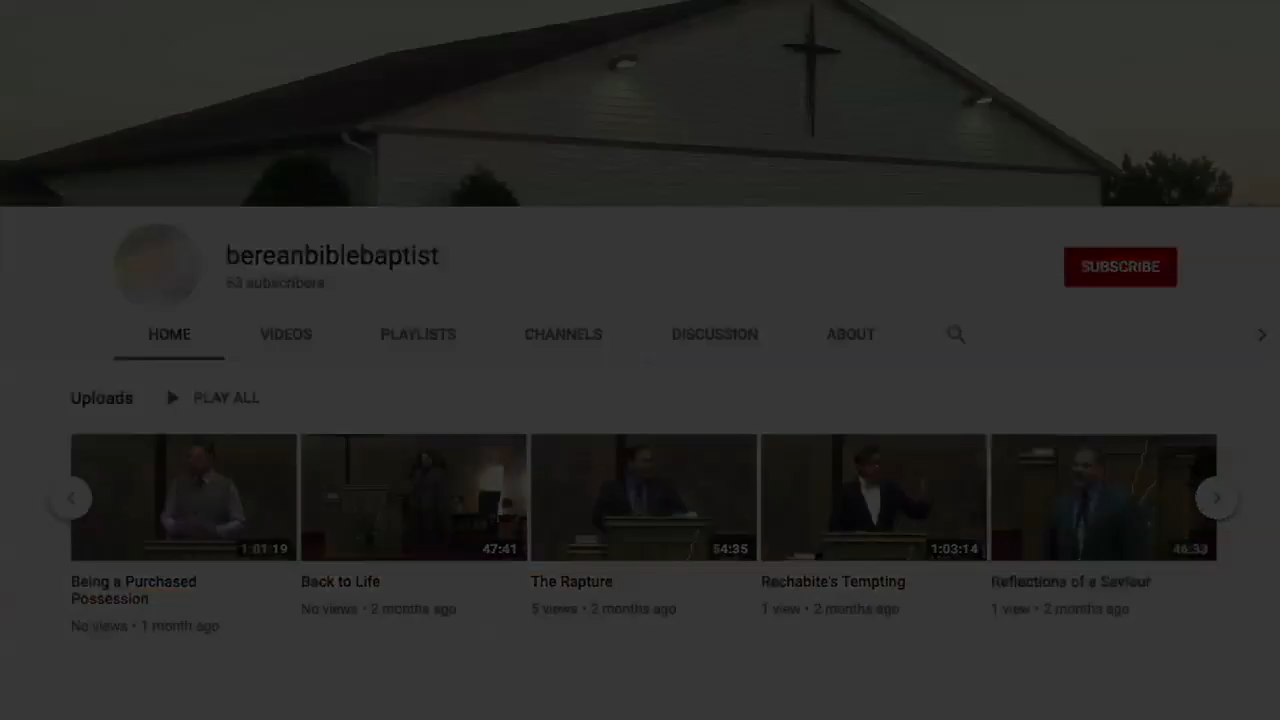 bereanbiblebaptist
63 subscribers
SUBSCRIBE
HOME VIDEOS PLAYLISTS CHANNELS DISCUSSION ABOUT
Uploads PLAY ALL
1:01:19 47:41 54:35 1:03:14 46:33
Being a Purchased
Possession
No views • 1 month ago
Back to Life
No views • 2 months ago
The Rapture
5 views • 2 months ago
Rechabite's Tempting
1 view • 2 months ago
Reflections of a Saviour
1 view • 2 months ago